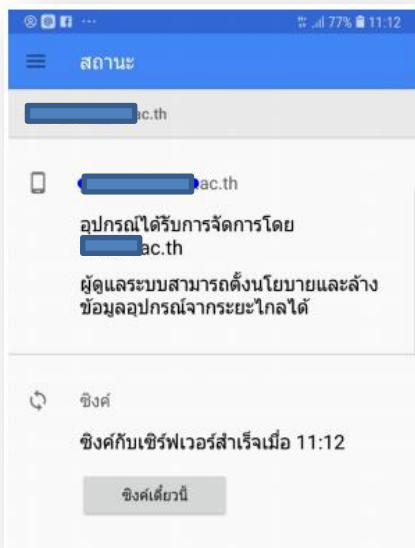 77% 11:12
สถานะ
ac.th
ac.th
อุปกรณ์ได้รับการจัดการโดย
ac.th
ผู้ดูแลระบบสามารถตั้งนโยบายและล้าง
ข้อมูลอุปกรณ์จากระยะไกลได้
ซิงค์
ซิงค์กับเซิร์ฟเวอร์สำเร็จเมื่อ 11:12
ซิงค์เดี๋ยวนี้